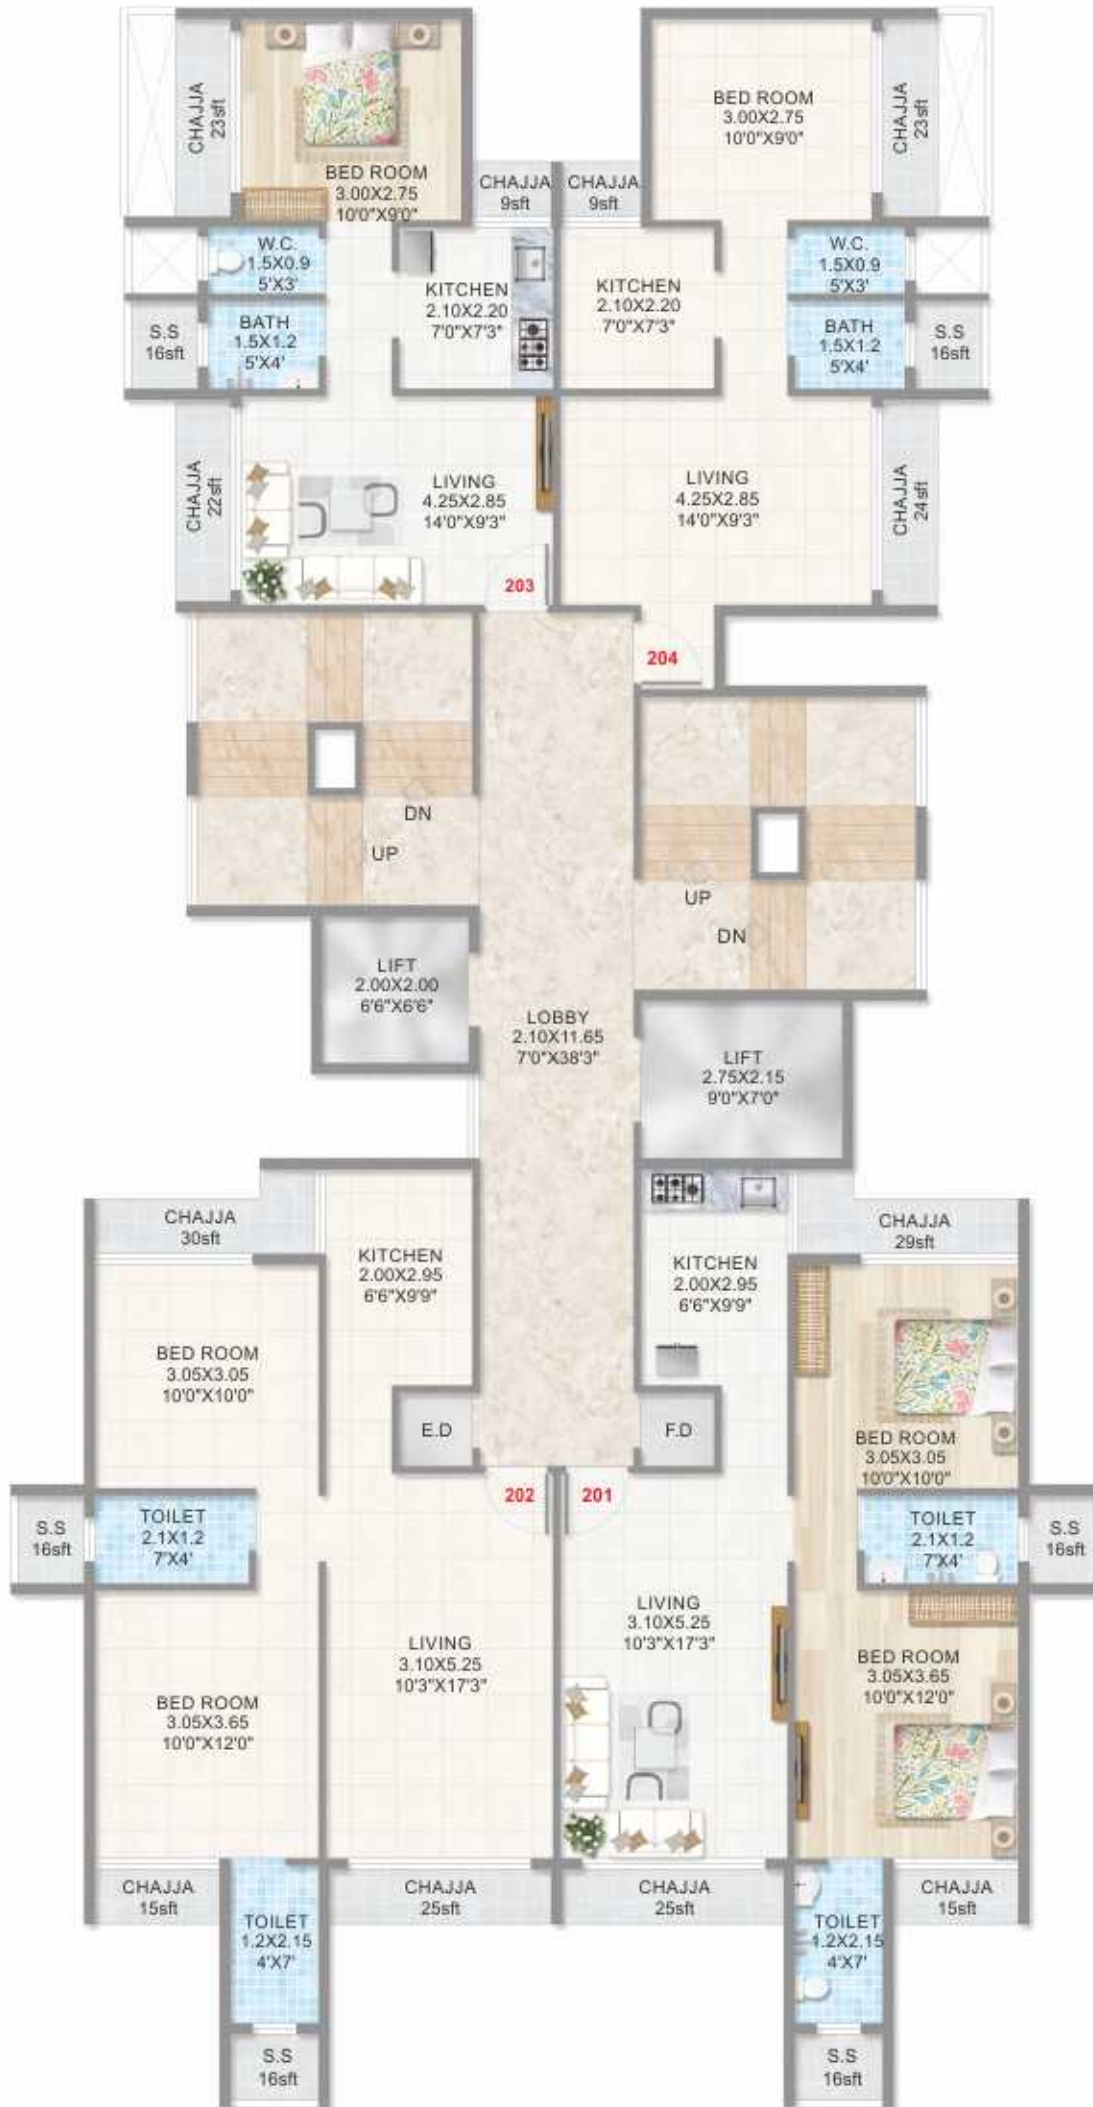 CHAJJA
23sft
BED ROOM
3.00X2.75
10'0"X9'0"
CHAJJA
9sft
CHAJJA
9sft
BED ROOM
3.00X2.75
10'0"X9'0"
CHAJJA
23sft
W.C.
1.5X0.9
5'X3'
KITCHEN
2.10X2.20
7'0"X7'3"
KITCHEN
2.10X2.20
7'0"X7'3"
W.C.
1.5X0.9
5'X3'
S.S
16sft
BATH
1.5X1.2
5'X4'
BATH
1.5X1.2
5'X4'
S.S
16sft
CHAJJA
22sft
LIVING
4.25X2.85
14'0"X9'3"
LIVING
4.25X2.85
14'0"X9'3"
CHAJJA
24sft
203
204
DN
UP
UP
DN
LIFT
2.00X2.00
6'6"X6'6"
LOBBY
2.10X11.65
7'0"X38'3"
LIFT
2.75X2.15
9'0"X7'0"
CHAJJA
30sft
KITCHEN
2.00X2.95
6'6"X9'9"
KITCHEN
2.00X2.95
6'6"X9'9"
CHAJJA
29sft
BED ROOM
3.05X3.05
10'0"X10'0"
E.D
F.D
BED ROOM
3.05X3.05
10'0"X10'0"
202
201
S.S
16sft
TOILET
2.1X1.2
7'X4'
TOILET
2.1X1.2
7'X4'
S.S
16sft
LIVING
3.10X5.25
10'3"X17'3"
LIVING
3.10X5.25
10'3"X17'3"
BED ROOM
3.05X3.65
10'0"X12'0"
BED ROOM
3.05X3.65
10'0"X12'0"
CHAJJA
15sft
CHAJJA
25sft
CHAJJA
25sft
CHAJJA
15sft
TOILET
1.2X2.15
4'X7'
TOILET
1.2X2.15
4'X7'
S.S
16sft
S.S
16sft